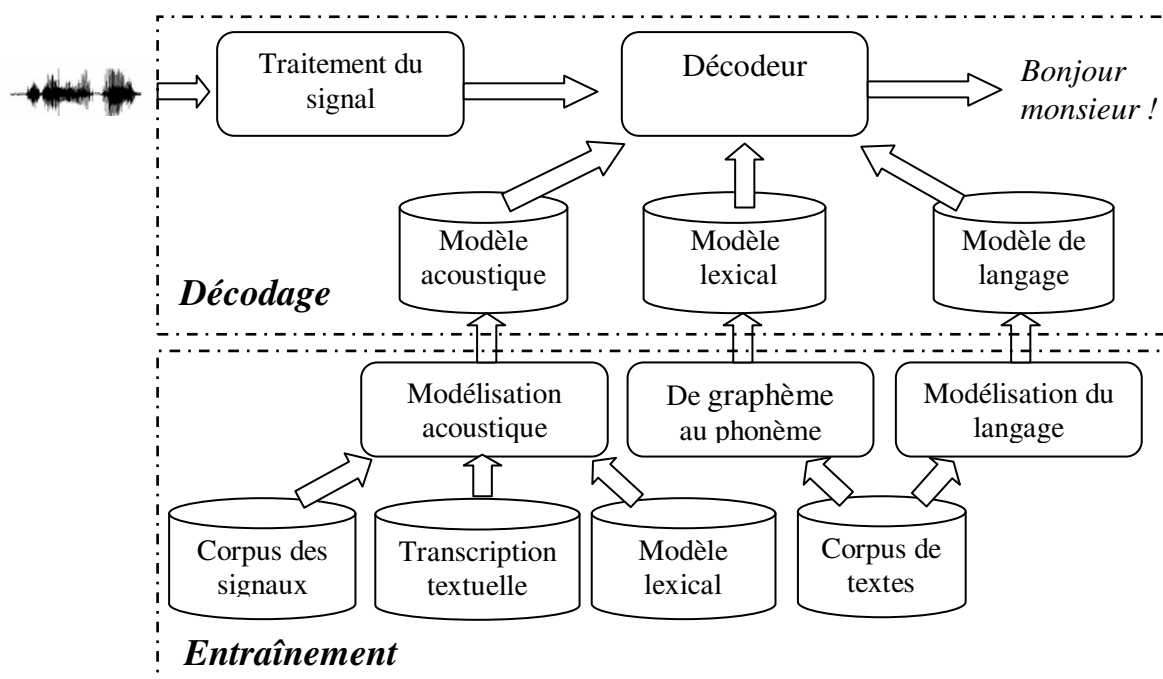 Traitement du
signal
Décodeur
Bonjour
monsieur !
Modèle
acoustique
Modèle
lexical
Modèle de
langage
Décodage
Modélisation
acoustique
De graphème
au phonème
Modélisation du
langage
Corpus des
signaux
Transcription
textuelle
Modèle
lexical
Corpus de
textes
Entraînement